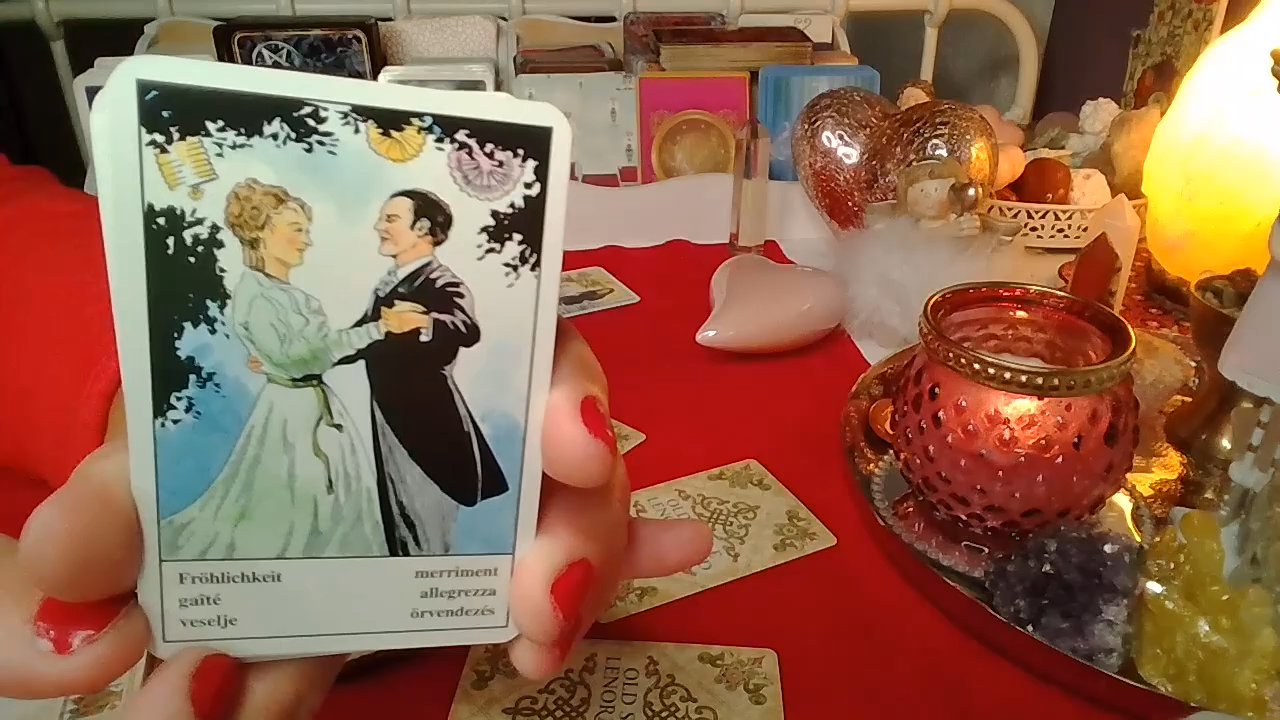 Fröhlichkeit
gaîté
veselje
merriment
allegrezza
örvendezés
OLD
LENOR
OLD S
LENOR